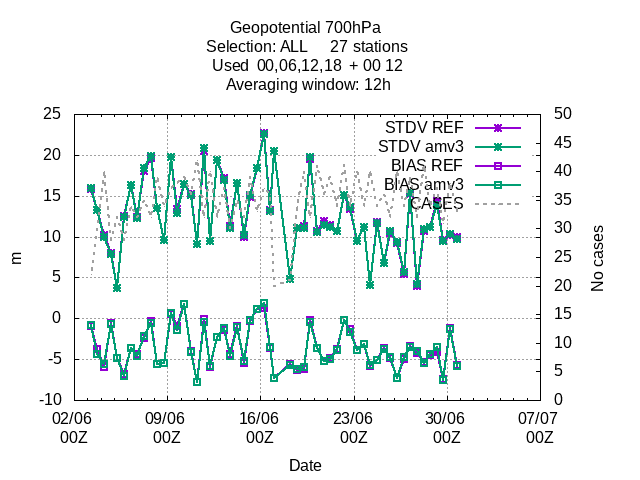 Geopotential 700hPa
Selection: ALL 27 stations
Used 00,06,12,18 + 00 12
Averaging window: 12h
25
20
15
10
5
0
-5
-10
m
50
45
40
35
30
25
20
15
10
5
0
No cases
STDV REF
STDV amv3
BIAS REF
BIAS amv3
CASES
02/06 09/06 16/06 23/06 30/06 07/07
00Z 00Z 00Z 00Z 00Z 00Z
Date